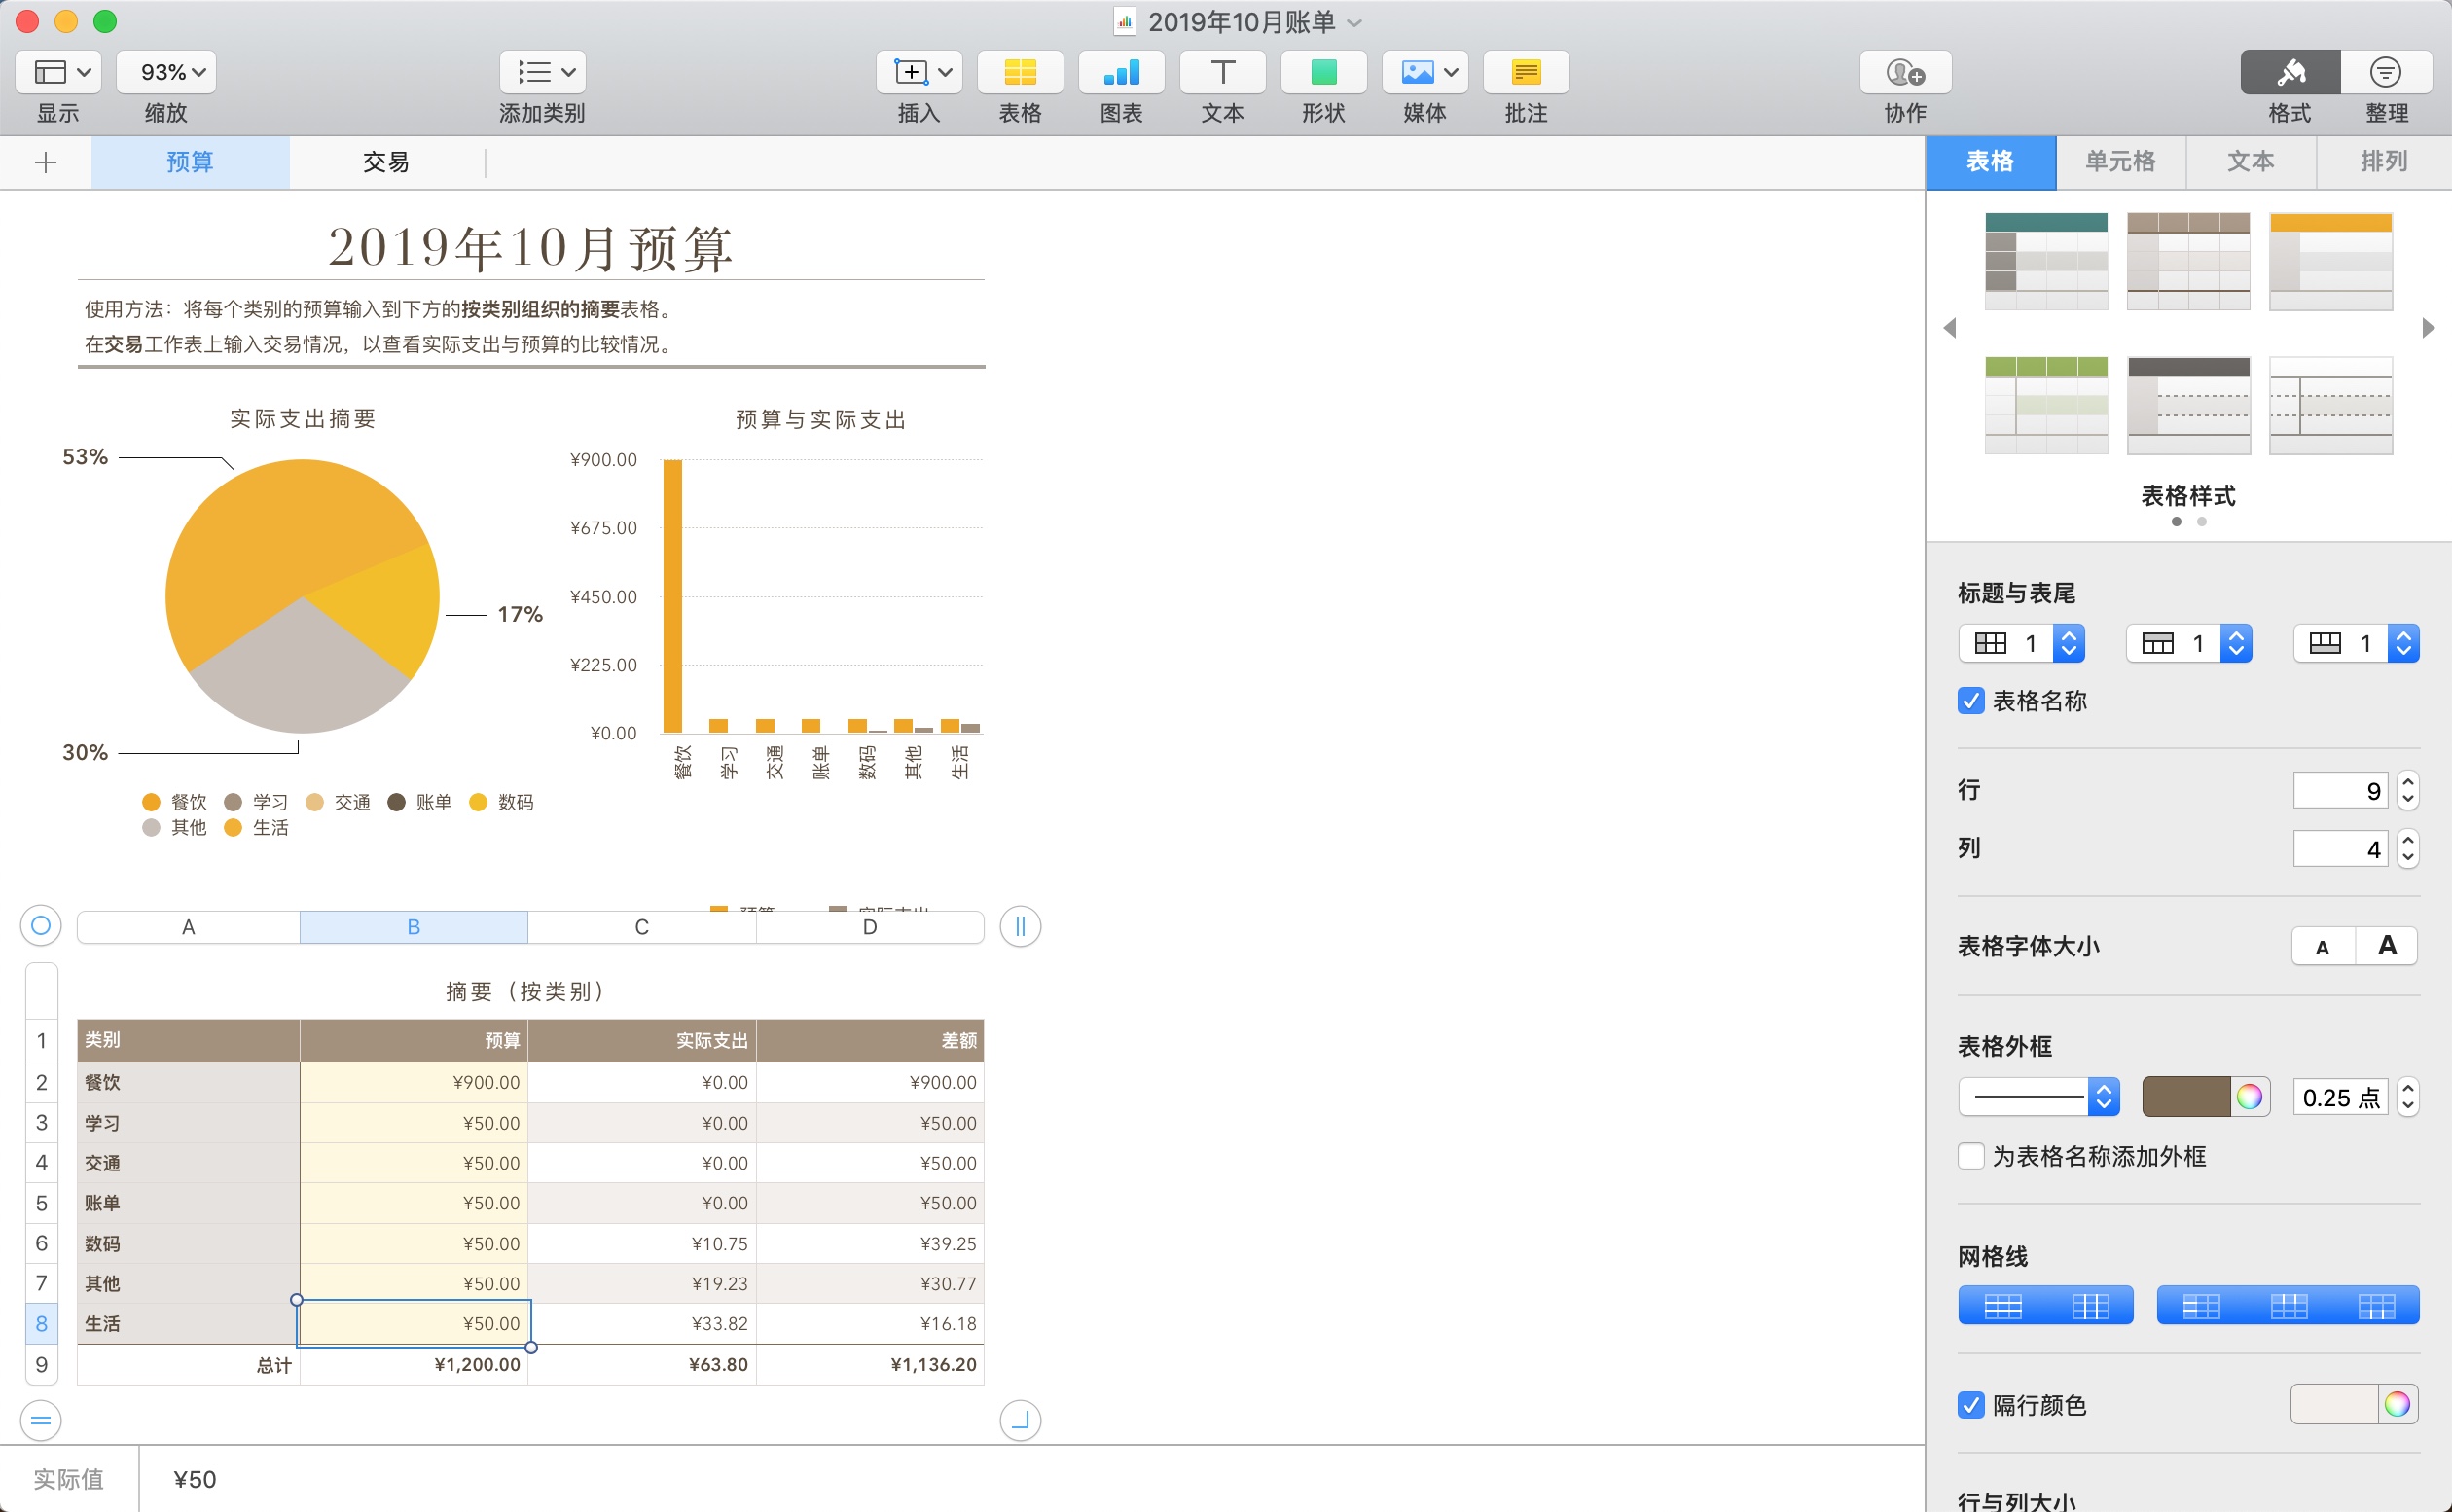 2019年10月账单
93%
显示
缩放
添加类别
插入
表格
图表
文本
形状
媒体
批注
协作
格式
整理
预算
交易
表格
单元格
文本
排列
2019年10月预算
使用方法：将每个类别的预算输入到下方的按类别组织的摘要表格。
在交易工作表上输入交易情况，以查看实际支出与预算的比较情况。
实际支出摘要
53%
17%
30%
餐饮 学习 交通 账单 数码
其他 生活
预算与实际支出
¥900.00
¥675.00
¥450.00
¥225.00
¥0.00
餐饮 学习 交通 账单 数码 其他 生活
预算 实际支出
A B C D
摘要（按类别）
1 类别 预算 实际支出 差额
2 餐饮 ¥900.00 ¥0.00 ¥900.00
3 学习 ¥50.00 ¥0.00 ¥50.00
4 交通 ¥50.00 ¥0.00 ¥50.00
5 账单 ¥50.00 ¥0.00 ¥50.00
6 数码 ¥50.00 ¥10.75 ¥39.25
7 其他 ¥50.00 ¥19.23 ¥30.77
8 生活 ¥50.00 ¥33.82 ¥16.18
9 总计 ¥1,200.00 ¥63.80 ¥1,136.20
实际值 ¥50
表格样式
标题与表尾
1 1 1
表格名称
行 9
列 4
表格字体大小 A A
表格外框
0.25 点
为表格名称添加外框
网格线
隔行颜色
行与列大小